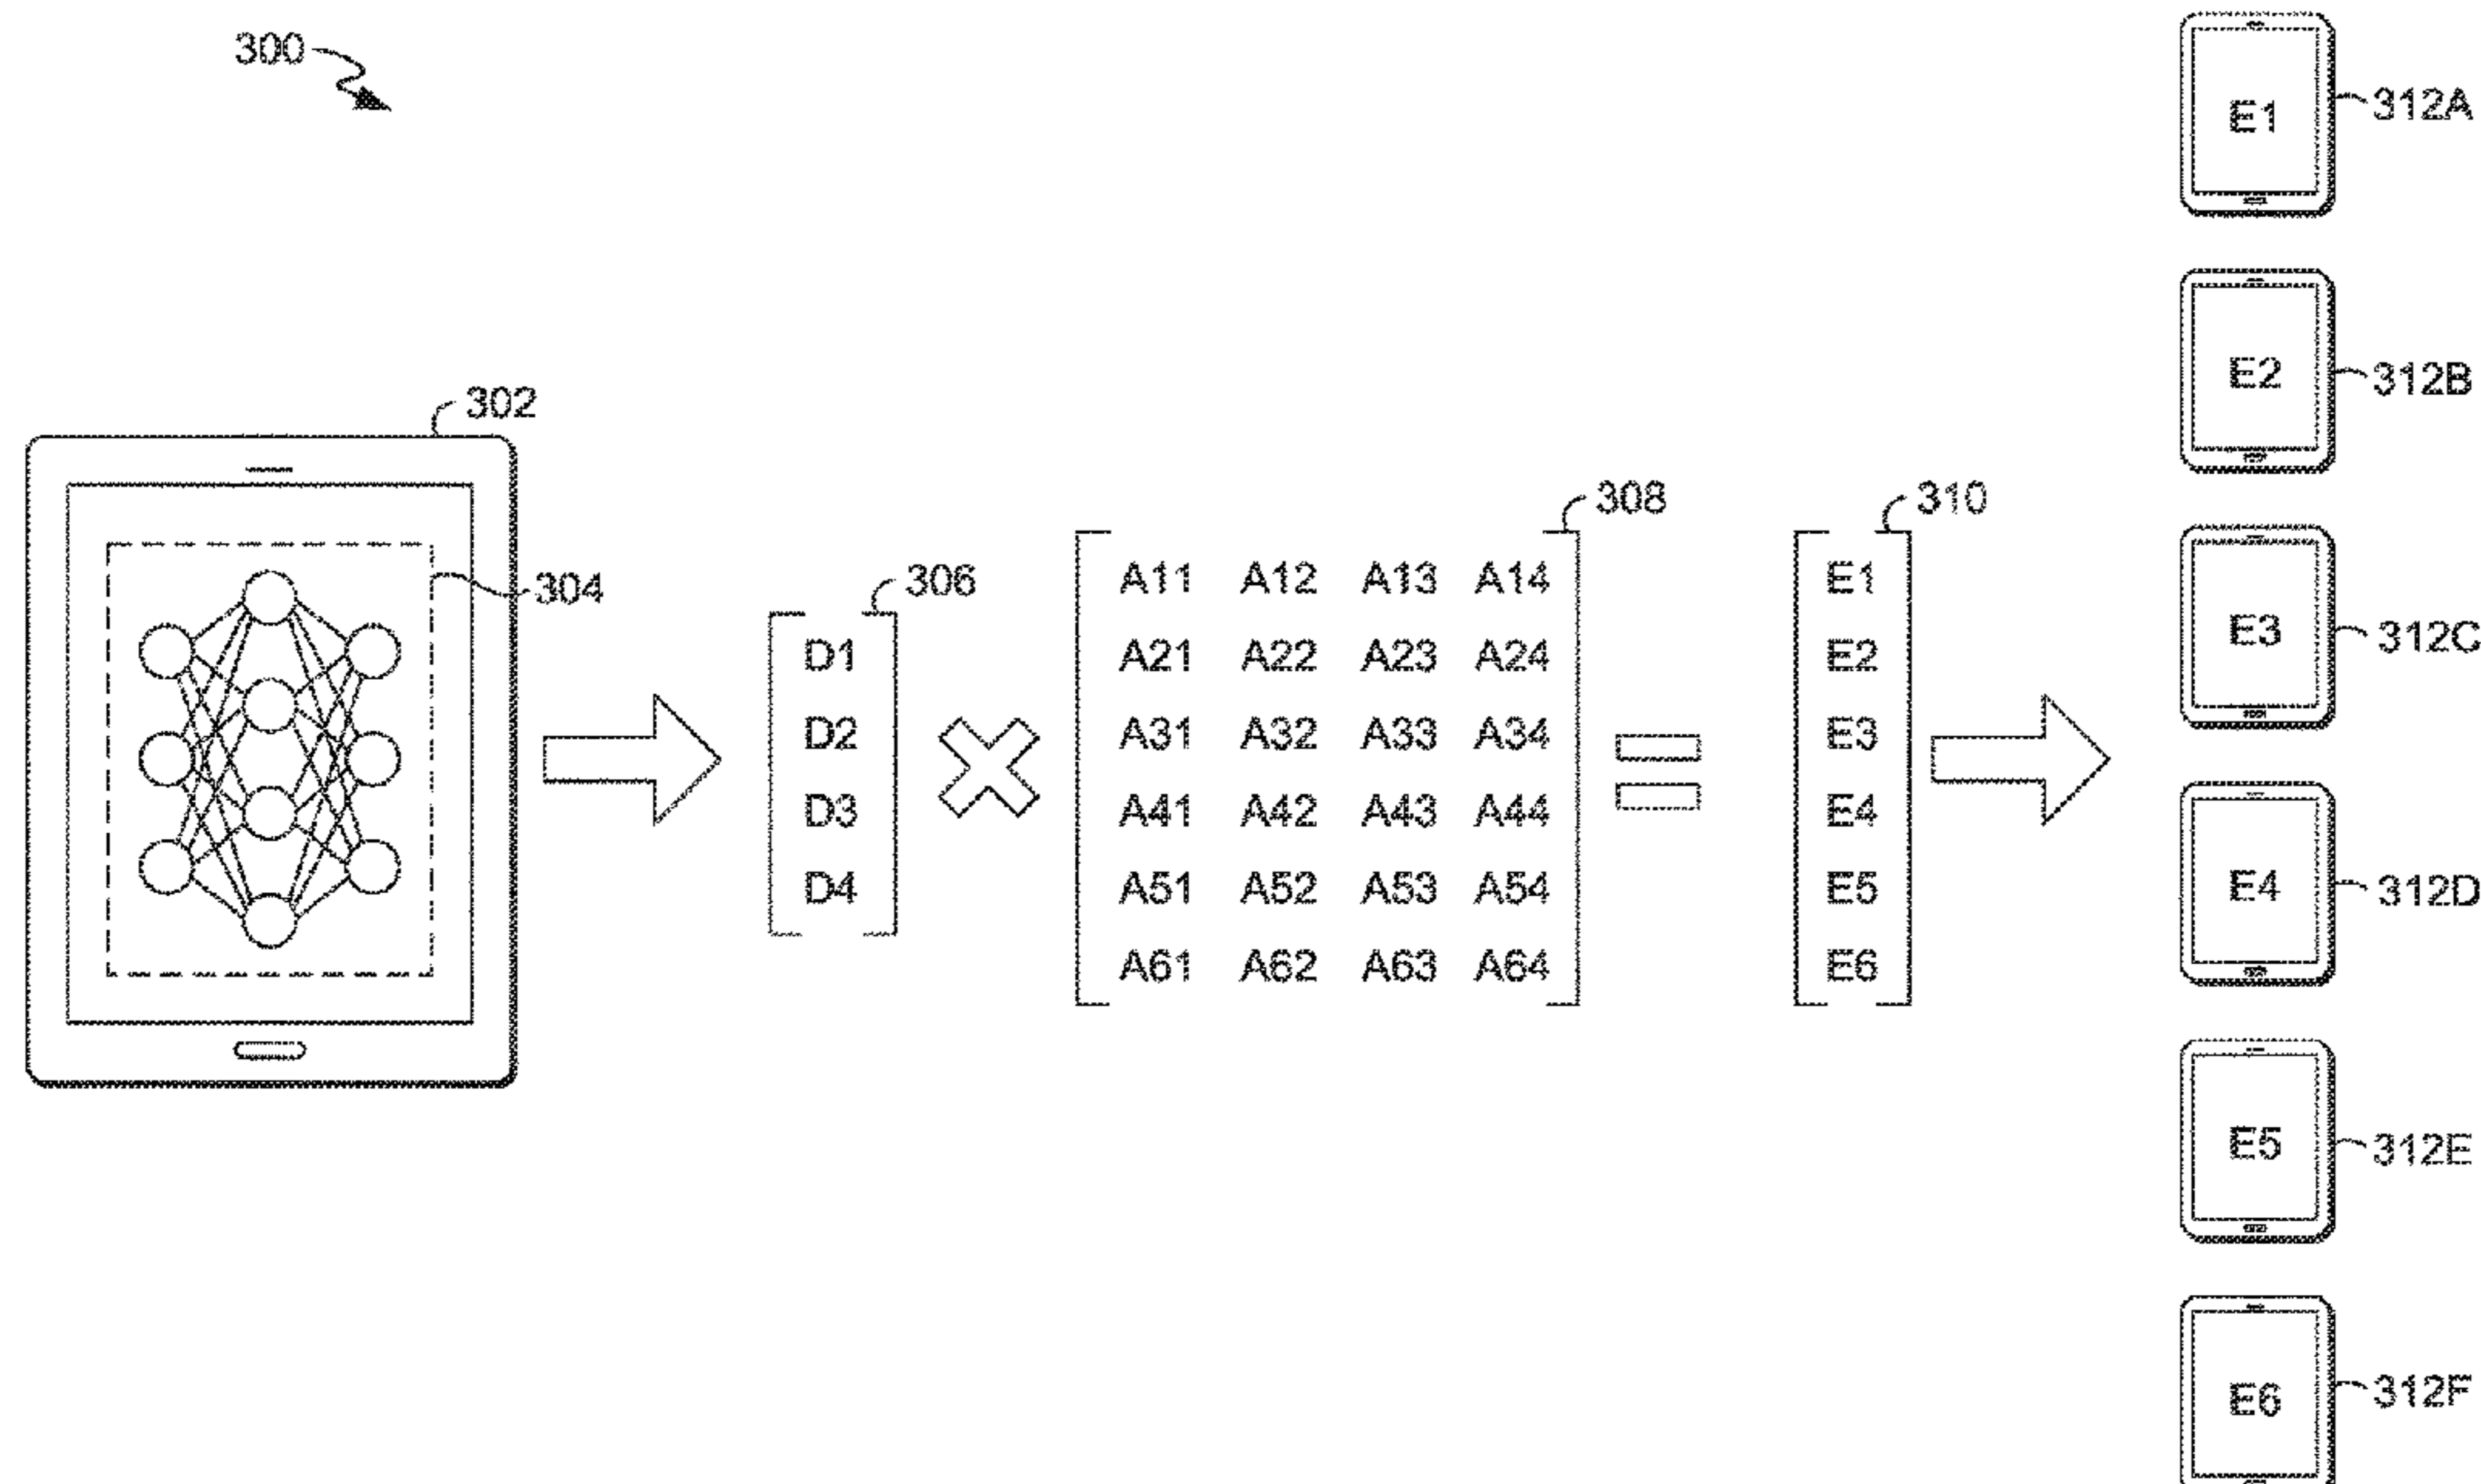 300
302
304
306
D1
D2
D3
D4
308
A11 A12 A13 A14
A21 A22 A23 A24
A31 A32 A33 A34
A41 A42 A43 A44
A51 A52 A53 A54
A61 A62 A63 A64
310
E1
E2
E3
E4
E5
E6
E1 312A
E2 312B
E3 312C
E4 312D
E5 312E
E6 312F